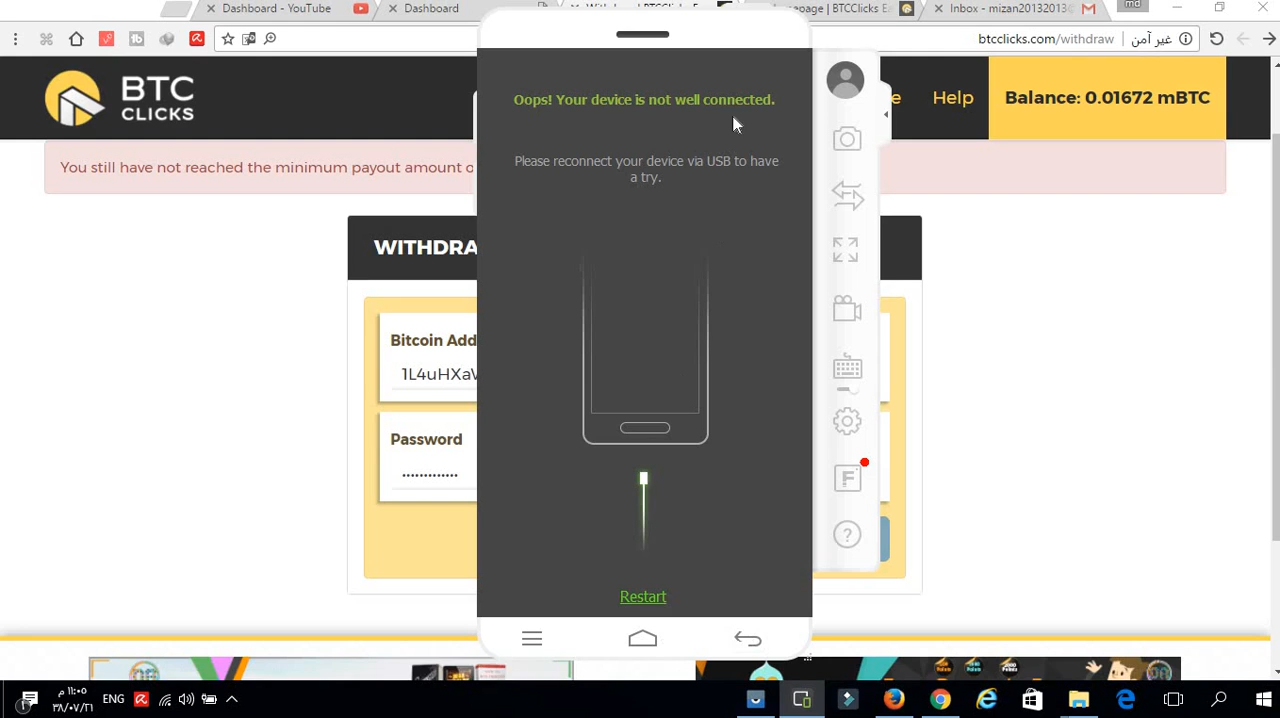 Dashboard - YouTube
Dashboard
BTCClicks
Inbox - mizan20132013
btcclicks.com/withdraw
غير آمن
BTC
CLICKS
Help
Balance: 0.01672 mBTC
You still have not reached the minimum payout amount o
WITHDRA
Bitcoin Add
1L4uHXa
Password
Oops! Your device is not well connected.
Please reconnect your device via USB to have
a try.
Restart
ENG